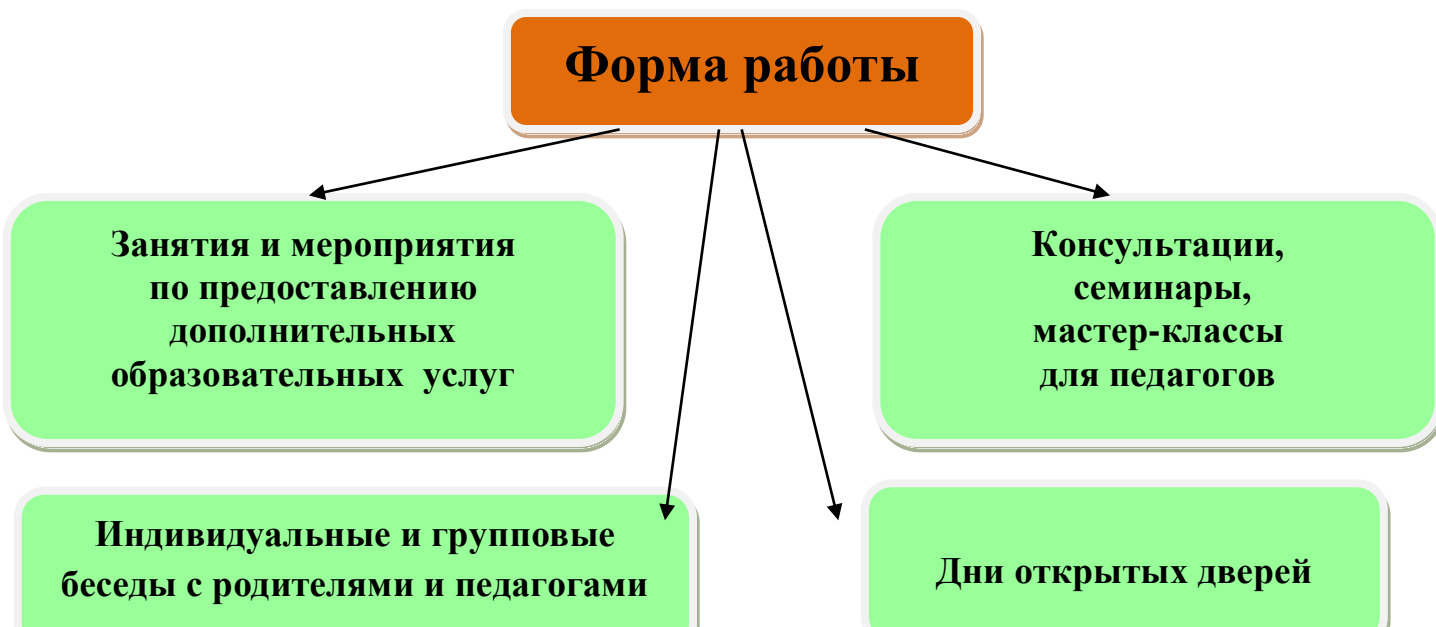 Форма работы
Занятия и мероприятия
по предоставлению
дополнительных
образовательных услуг
Консультации,
семинары,
мастер-классы
для педагогов
Индивидуальные и групповые
беседы с родителями и педагогами
Дни открытых дверей